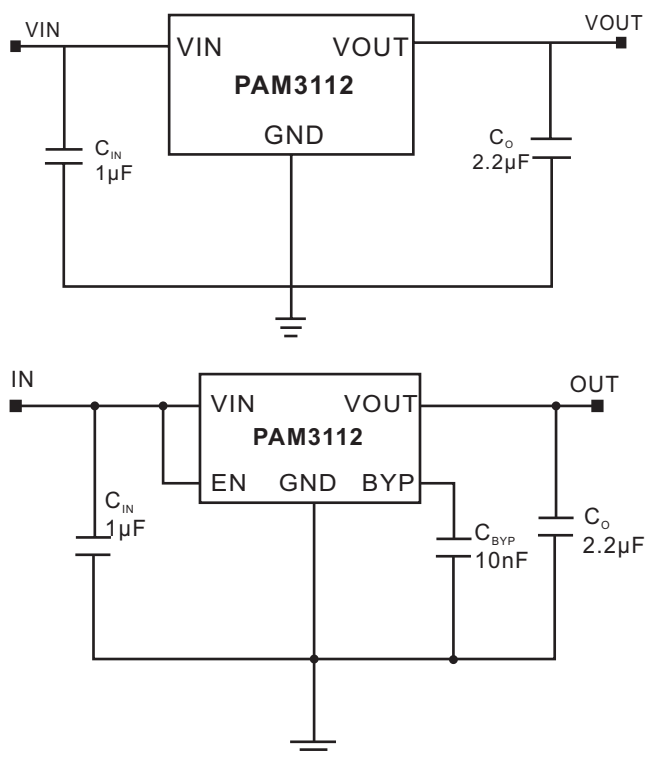 VIN VOUT
VIN VOUT
PAM3112
GND
CIN
1µF
CO
2.2µF
IN OUT
VIN VOUT
PAM3112
EN GND BYP
CIN
1µF
CBYP
10nF
CO
2.2µF